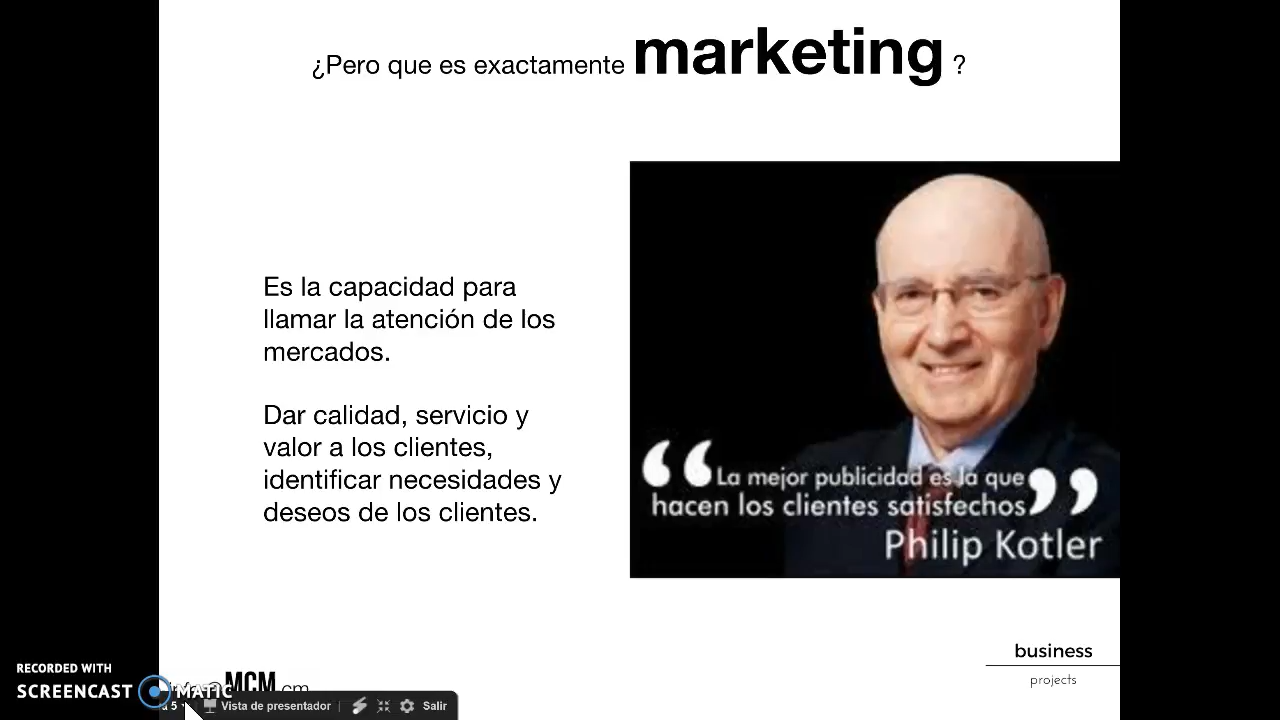 ¿Pero que es exactamente marketing ?
Es la capacidad para
llamar la atención de los
mercados.
Dar calidad, servicio y
valor a los clientes,
identificar necesidades y
deseos de los clientes.
“La mejor publicidad es la que
hacen los clientes satisfechos”
Philip Kotler
business
projects
RECORDED WITH
SCREENCAST MATIC
MCM
5
Vista de presentador
Salir